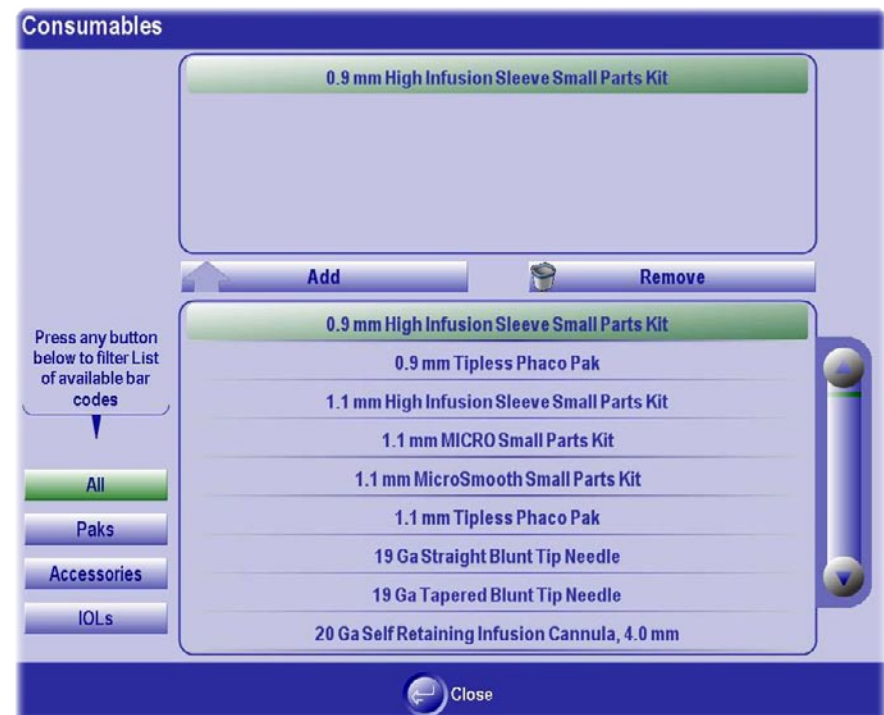 Consumables
0.9 mm High Infusion Sleeve Small Parts Kit
Add
Remove
Press any button
below to filter List
of available bar
codes
All
Paks
Accessories
IOLs
0.9 mm High Infusion Sleeve Small Parts Kit
0.9 mm Tipless Phaco Pak
1.1 mm High Infusion Sleeve Small Parts Kit
1.1 mm MICRO Small Parts Kit
1.1 mm MicroSmooth Small Parts Kit
1.1 mm Tipless Phaco Pak
19 Ga Straight Blunt Tip Needle
19 Ga Tapered Blunt Tip Needle
20 Ga Self Retaining Infusion Cannula, 4.0 mm
Close